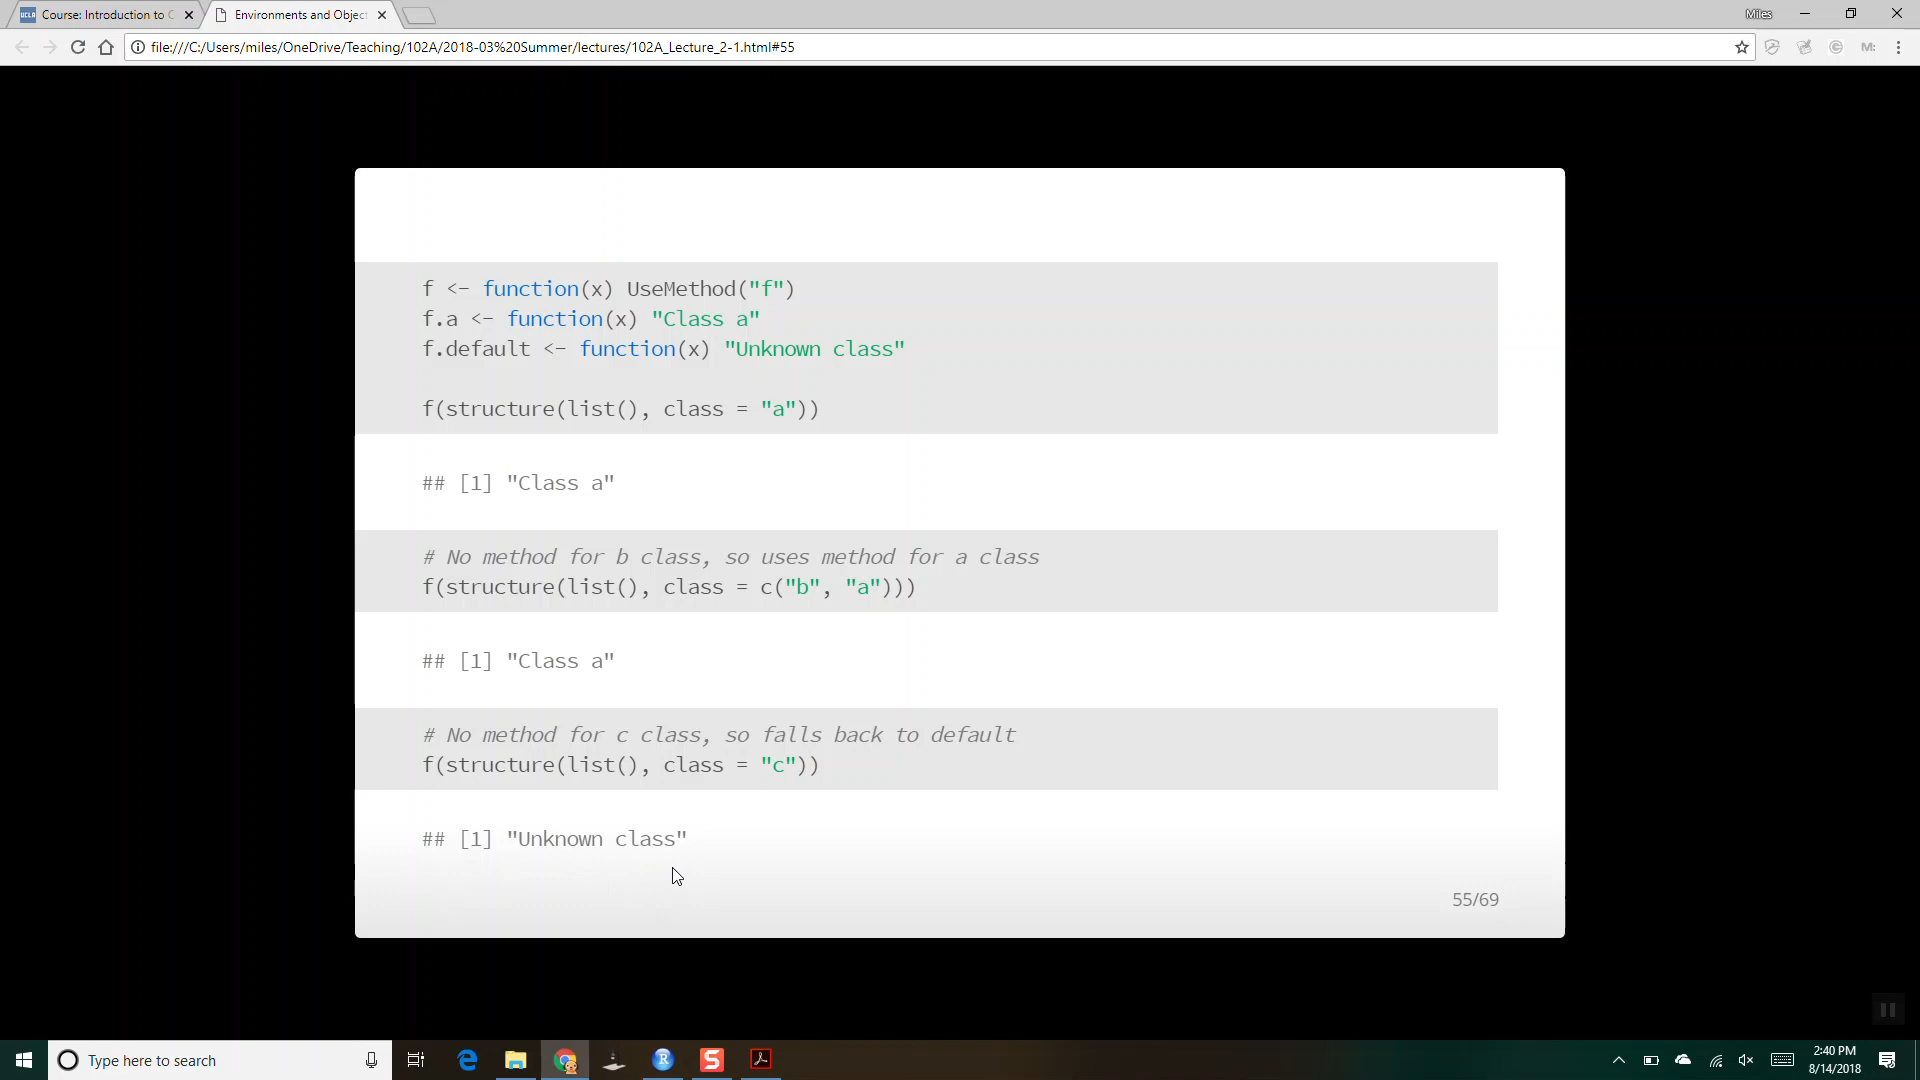 UCLA Course: Introduction to C
Environments and Object
Miles
file:///C:/Users/miles/OneDrive/Teaching/102A/2018-03%20Summer/lectures/102A_Lecture_2-1.html#55
f <- function(x) UseMethod("f")
f.a <- function(x) "Class a"
f.default <- function(x) "Unknown class"
f(structure(list(), class = "a"))
## [1] "Class a"
# No method for b class, so uses method for a class
f(structure(list(), class = c("b", "a")))
## [1] "Class a"
# No method for c class, so falls back to default
f(structure(list(), class = "c"))
## [1] "Unknown class"
55/69
Type here to search
2:40 PM
8/14/2018